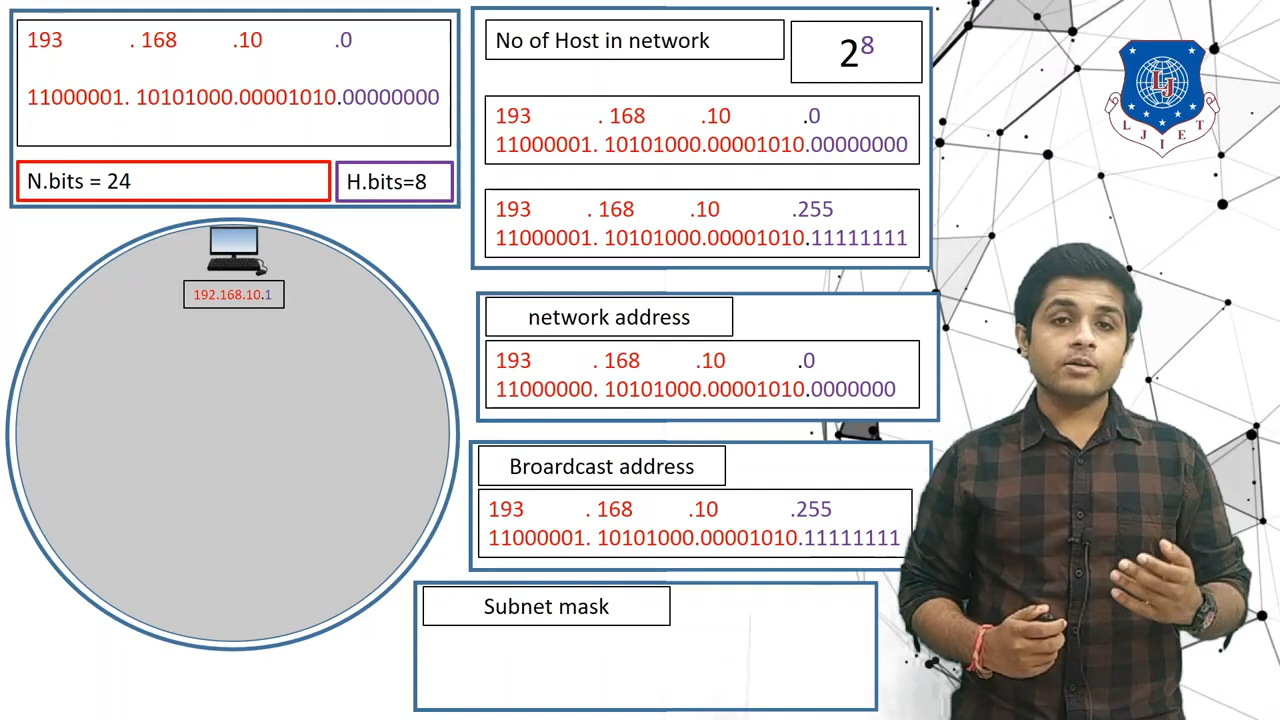 193 . 168 .10 .0
11000001. 10101000.00001010.00000000
N.bits = 24
H.bits=8
192.168.10.1
No of Host in network
2⁸
193 . 168 .10 .0
11000001. 10101000.00001010.00000000
193 . 168 .10 .255
11000001. 10101000.00001010.11111111
network address
193 . 168 .10 .0
11000000. 10101000.00001010.0000000
Broardcast address
193 . 168 .10 .255
11000001. 10101000.00001010.11111111
Subnet mask
LJ
L J I E T